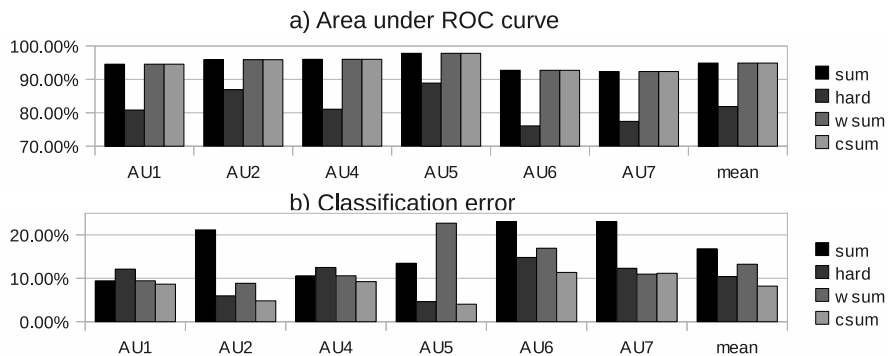 a) Area under ROC curve
100.00%
90.00%
80.00%
70.00%
AU1 AU2 AU4 AU5 AU6 AU7 mean
sum
hard
w sum
csum
b) Classification error
20.00%
10.00%
0.00%
AU1 AU2 AU4 AU5 AU6 AU7 mean
sum
hard
w sum
csum